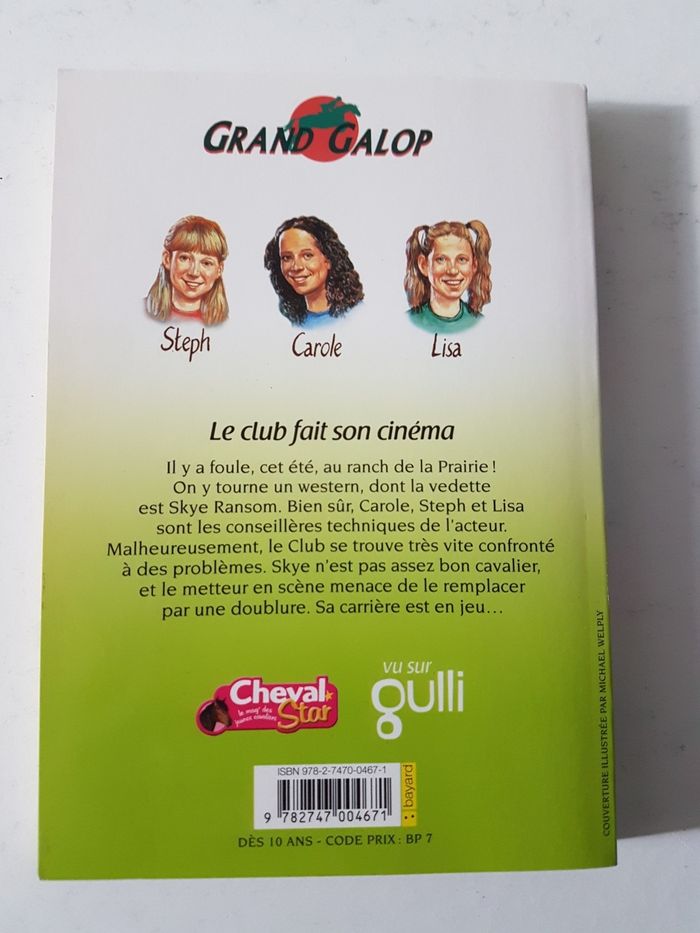 GRAND GALOP
Steph
Carole
Lisa
Le club fait son cinéma
Il y a foule, cet été, au ranch de la Prairie !
On y tourne un western, dont la vedette
est Skye Ransom. Bien sûr, Carole, Steph et Lisa
sont les conseillères techniques de l'acteur.
Malheureusement, le Club se trouve très vite confronté
à des problèmes. Skye n'est pas assez bon cavalier,
et le metteur en scène menace de le remplacer
par une doublure. Sa carrière est en jeu…
Cheval
Star
le mag' des
jeunes cavaliers
vu sur
gulli
ISBN 978-2-7470-0467-1
9 782747 004671
bayard
DÈS 10 ANS - CODE PRIX : BP 7
COUVERTURE ILLUSTRÉE PAR MICHAEL WELPLY